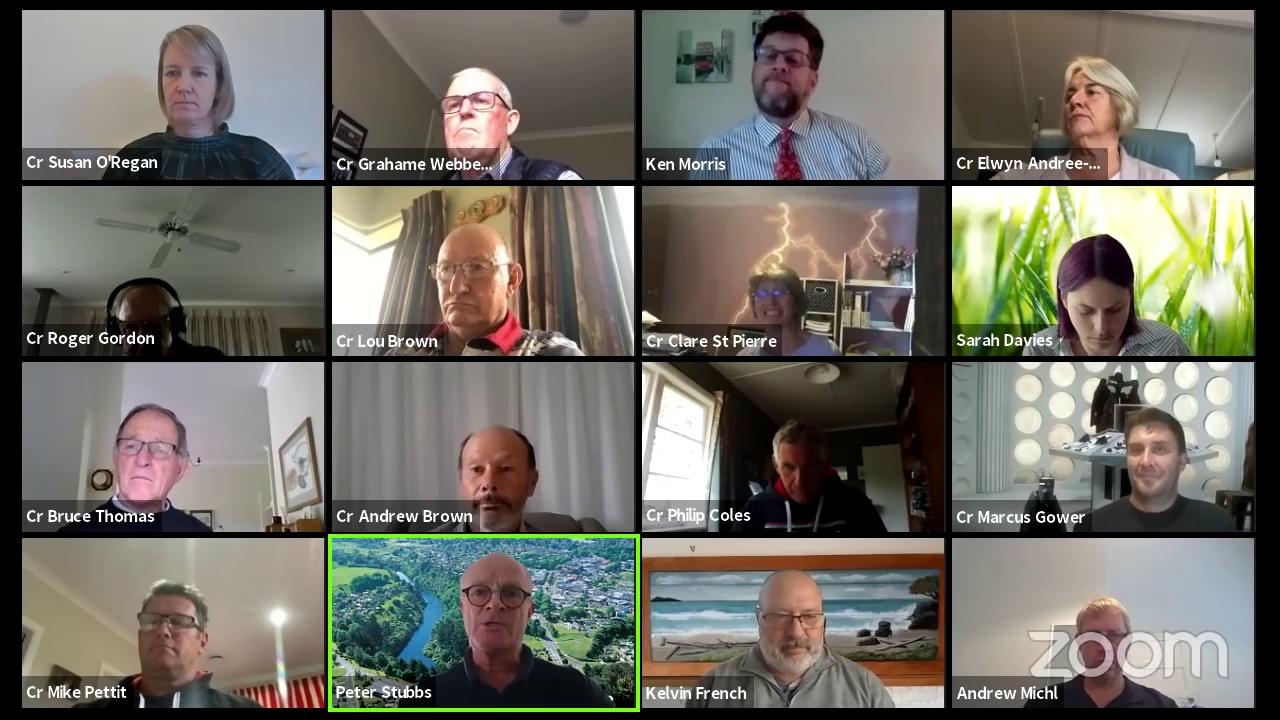 Cr Susan O'Regan
Cr Grahame Webbe...
Ken Morris
Cr Elwyn Andree-...
Cr Roger Gordon
Cr Lou Brown
Cr Clare St Pierre
Sarah Davies
Cr Bruce Thomas
Cr Andrew Brown
Cr Philip Coles
Cr Marcus Gower
Cr Mike Pettit
Peter Stubbs
Kelvin French
Andrew Michl
zoom